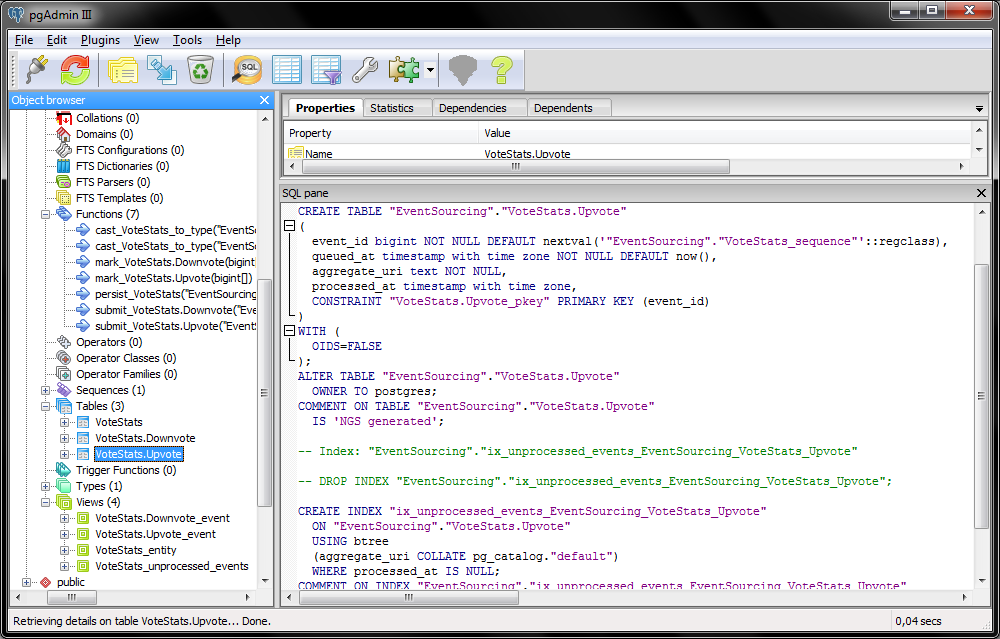 pgAdmin III
File Edit Plugins View Tools Help
SQL
Object browser
Collations (0)
Domains (0)
FTS Configurations (0)
FTS Dictionaries (0)
FTS Parsers (0)
FTS Templates (0)
Functions (7)
cast_VoteStats_to_type("EventS
cast_VoteStats_to_type("EventS
mark_VoteStats.Downvote(bigint
mark_VoteStats.Upvote(bigint[])
persist_VoteStats("EventSourcing
submit_VoteStats.Downvote("Eve
submit_VoteStats.Upvote("EventS
Operators (0)
Operator Classes (0)
Operator Families (0)
Sequences (1)
Tables (3)
VoteStats
VoteStats.Downvote
VoteStats.Upvote
Trigger Functions (0)
Types (1)
Views (4)
VoteStats.Downvote_event
VoteStats.Upvote_event
VoteStats_entity
VoteStats_unprocessed_events
public
Properties Statistics Dependencies Dependents
Property Value
Name VoteStats.Upvote
SQL pane
CREATE TABLE "EventSourcing"."VoteStats.Upvote"
(
event_id bigint NOT NULL DEFAULT nextval('"EventSourcing"."VoteStats_sequence"'::regclass),
queued_at timestamp with time zone NOT NULL DEFAULT now(),
aggregate_uri text NOT NULL,
processed_at timestamp with time zone,
CONSTRAINT "VoteStats.Upvote_pkey" PRIMARY KEY (event_id)
)
WITH (
OIDS=FALSE
);
ALTER TABLE "EventSourcing"."VoteStats.Upvote"
OWNER TO postgres;
COMMENT ON TABLE "EventSourcing"."VoteStats.Upvote"
IS 'NGS generated';
-- Index: "EventSourcing"."ix_unprocessed_events_EventSourcing_VoteStats_Upvote"
-- DROP INDEX "EventSourcing"."ix_unprocessed_events_EventSourcing_VoteStats_Upvote";
CREATE INDEX "ix_unprocessed_events_EventSourcing_VoteStats_Upvote"
ON "EventSourcing"."VoteStats.Upvote"
USING btree
(aggregate_uri COLLATE pg_catalog."default")
WHERE processed_at IS NULL;
COMMENT ON INDEX "EventSourcing"."ix_unprocessed_events_EventSourcing_VoteStats_Upvote"
Retrieving details on table VoteStats.Upvote... Done. 0,04 secs